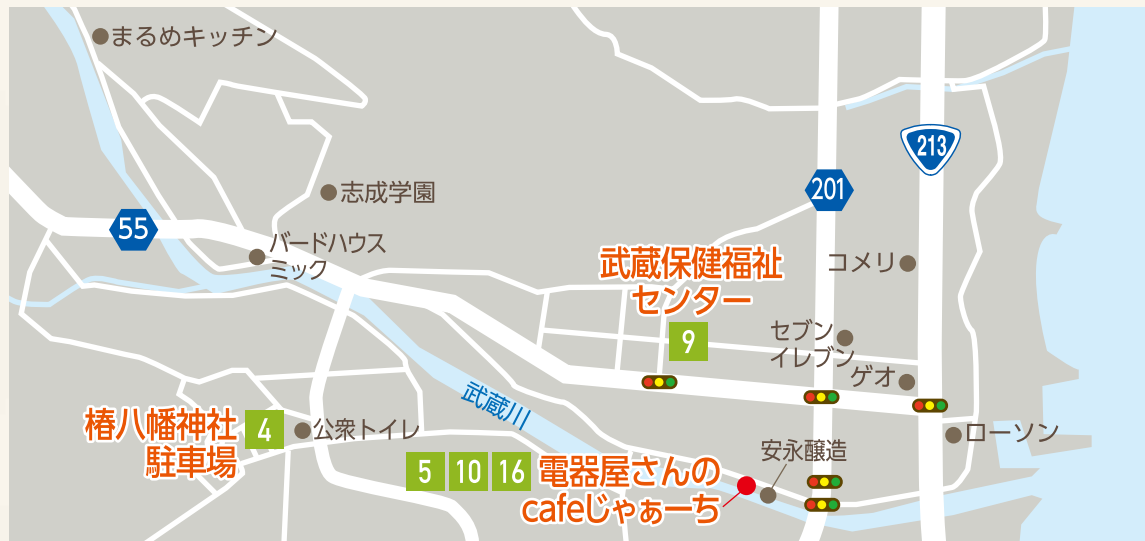 まるめキッチン
213
201
志成学園
55
バードハウス
ミック
武蔵保健福祉
センター
9
コメリ
セブン
イレブン
ゲオ
武蔵川
椿八幡神社
駐車場
4
公衆トイレ
ローソン
安永醸造
5
10
16
電器屋さんの
cafeじゃぁーち